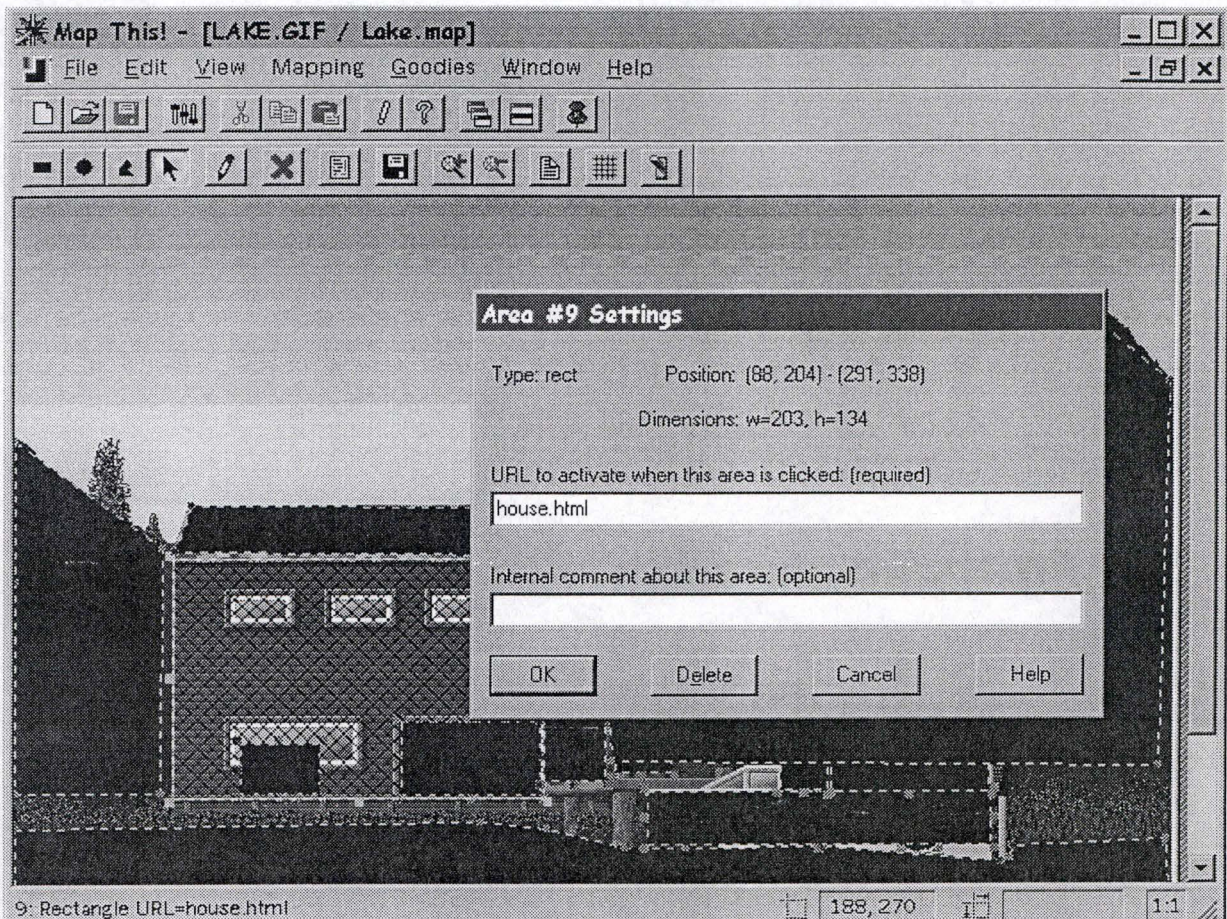 Map This! - [LAKE.GIF / Lake.map]
File Edit View Mapping Goodies Window Help
Area #9 Settings
Type: rect Position: (88, 204) - (291, 338)
Dimensions: w=203, h=134
URL to activate when this area is clicked: (required)
house.html
Internal comment about this area: (optional)
OK Delete Cancel Help
9: Rectangle URL=house.html 188, 270 1:1